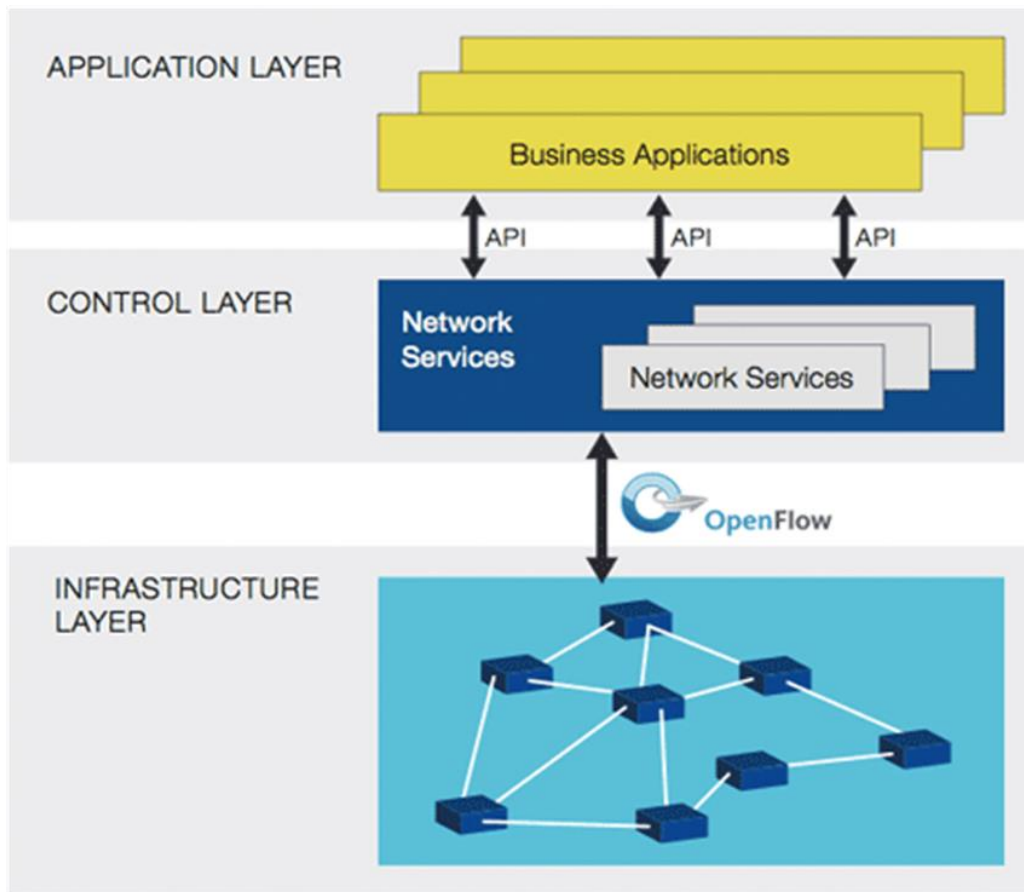 APPLICATION LAYER
Business Applications
API
API
API
CONTROL LAYER
Network
Services
Network Services
OpenFlow
INFRASTRUCTURE
LAYER